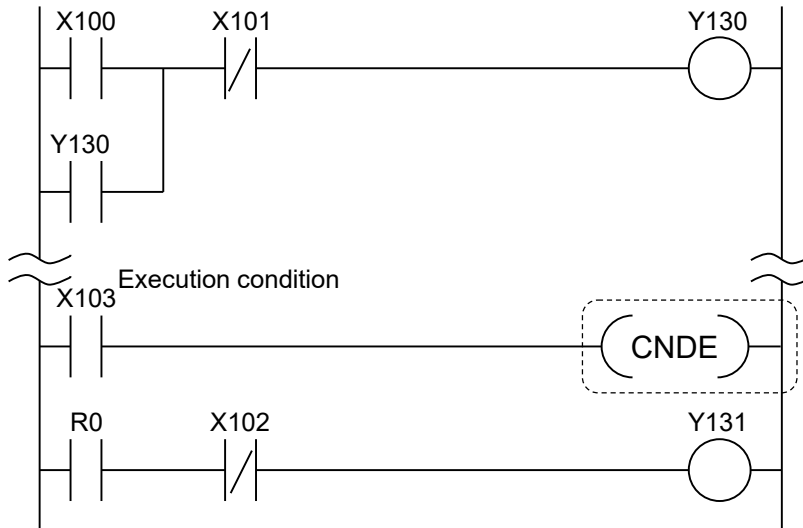 X100 X101 Y130
Y130
Execution condition
X103
CNDE
R0 X102 Y131